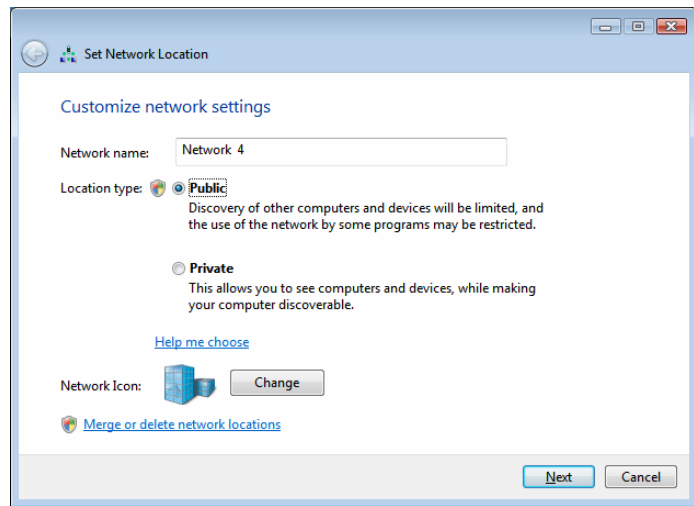 Set Network Location
Customize network settings
Network name: Network 4
Location type: Public
Discovery of other computers and devices will be limited, and
the use of the network by some programs may be restricted.
Private
This allows you to see computers and devices, while making
your computer discoverable.
Help me choose
Network Icon: Change
Merge or delete network locations
Next Cancel